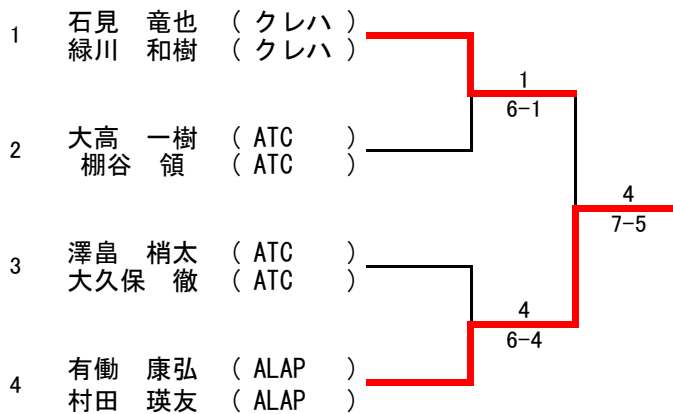 1 石見 竜也 ( クレハ )
緑川 和樹 ( クレハ )
1
6-1
2 大高 一樹 ( ATC )
棚谷 領 ( ATC )
4
7-5
3 澤畠 梢太 ( ATC )
大久保 徹 ( ATC )
4
6-4
4 有働 康弘 ( ALAP )
村田 瑛友 ( ALAP )